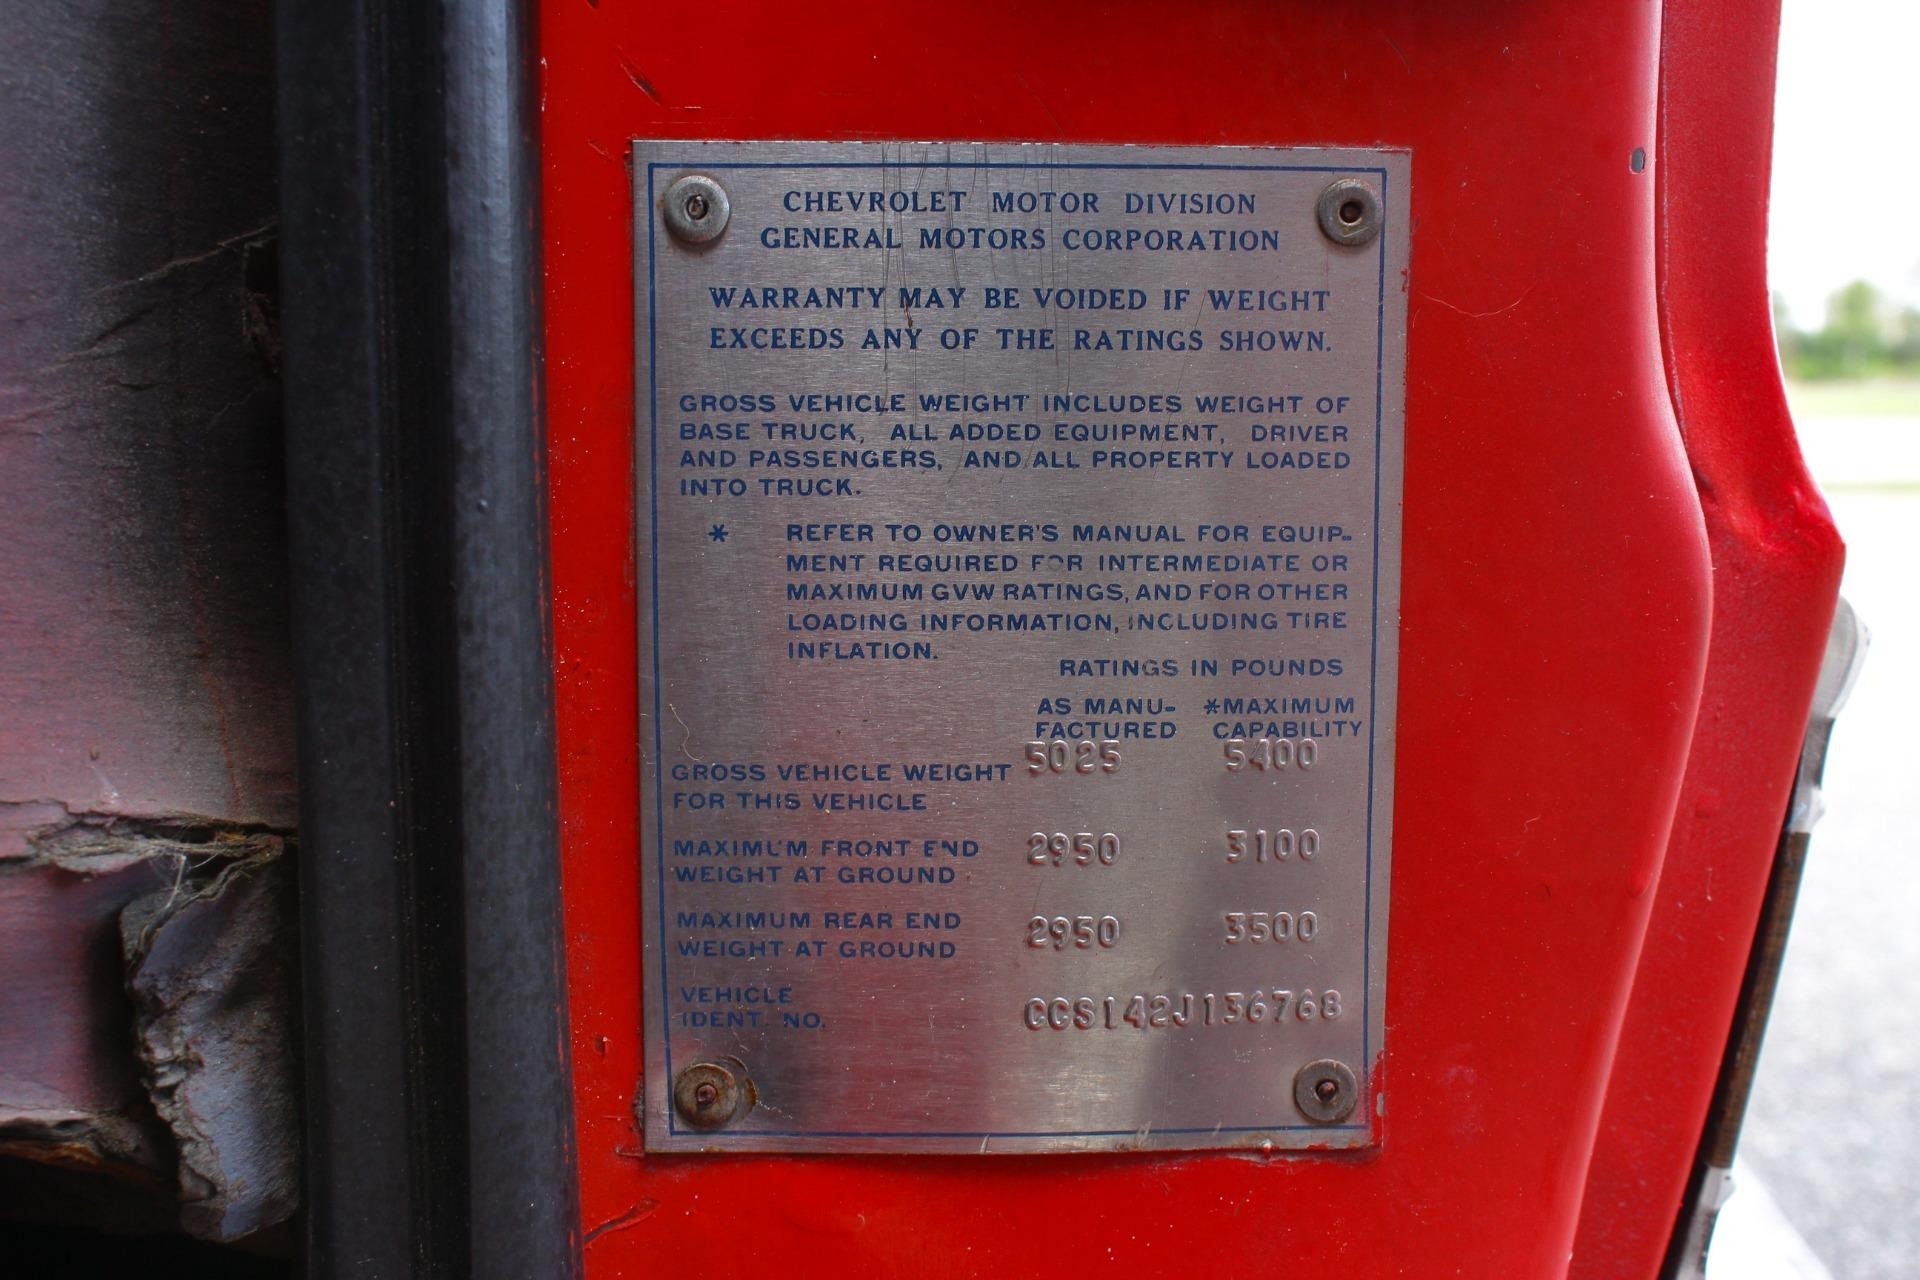 CHEVROLET MOTOR DIVISION
GENERAL MOTORS CORPORATION
WARRANTY MAY BE VOIDED IF WEIGHT
EXCEEDS ANY OF THE RATINGS SHOWN.
GROSS VEHICLE WEIGHT INCLUDES WEIGHT OF
BASE TRUCK, ALL ADDED EQUIPMENT, DRIVER
AND PASSENGERS, AND ALL PROPERTY LOADED
INTO TRUCK.
* REFER TO OWNER'S MANUAL FOR EQUIP-
MENT REQUIRED FOR INTERMEDIATE OR
MAXIMUM GVW RATINGS, AND FOR OTHER
LOADING INFORMATION, INCLUDING TIRE
INFLATION.
RATINGS IN POUNDS
AS MANU- *MAXIMUM
FACTURED CAPABILITY
5025 5400
GROSS VEHICLE WEIGHT
FOR THIS VEHICLE
MAXIMUM FRONT END 2950 3100
WEIGHT AT GROUND
MAXIMUM REAR END 2950 3500
WEIGHT AT GROUND
VEHICLE CCS142J136768
IDENT. NO.